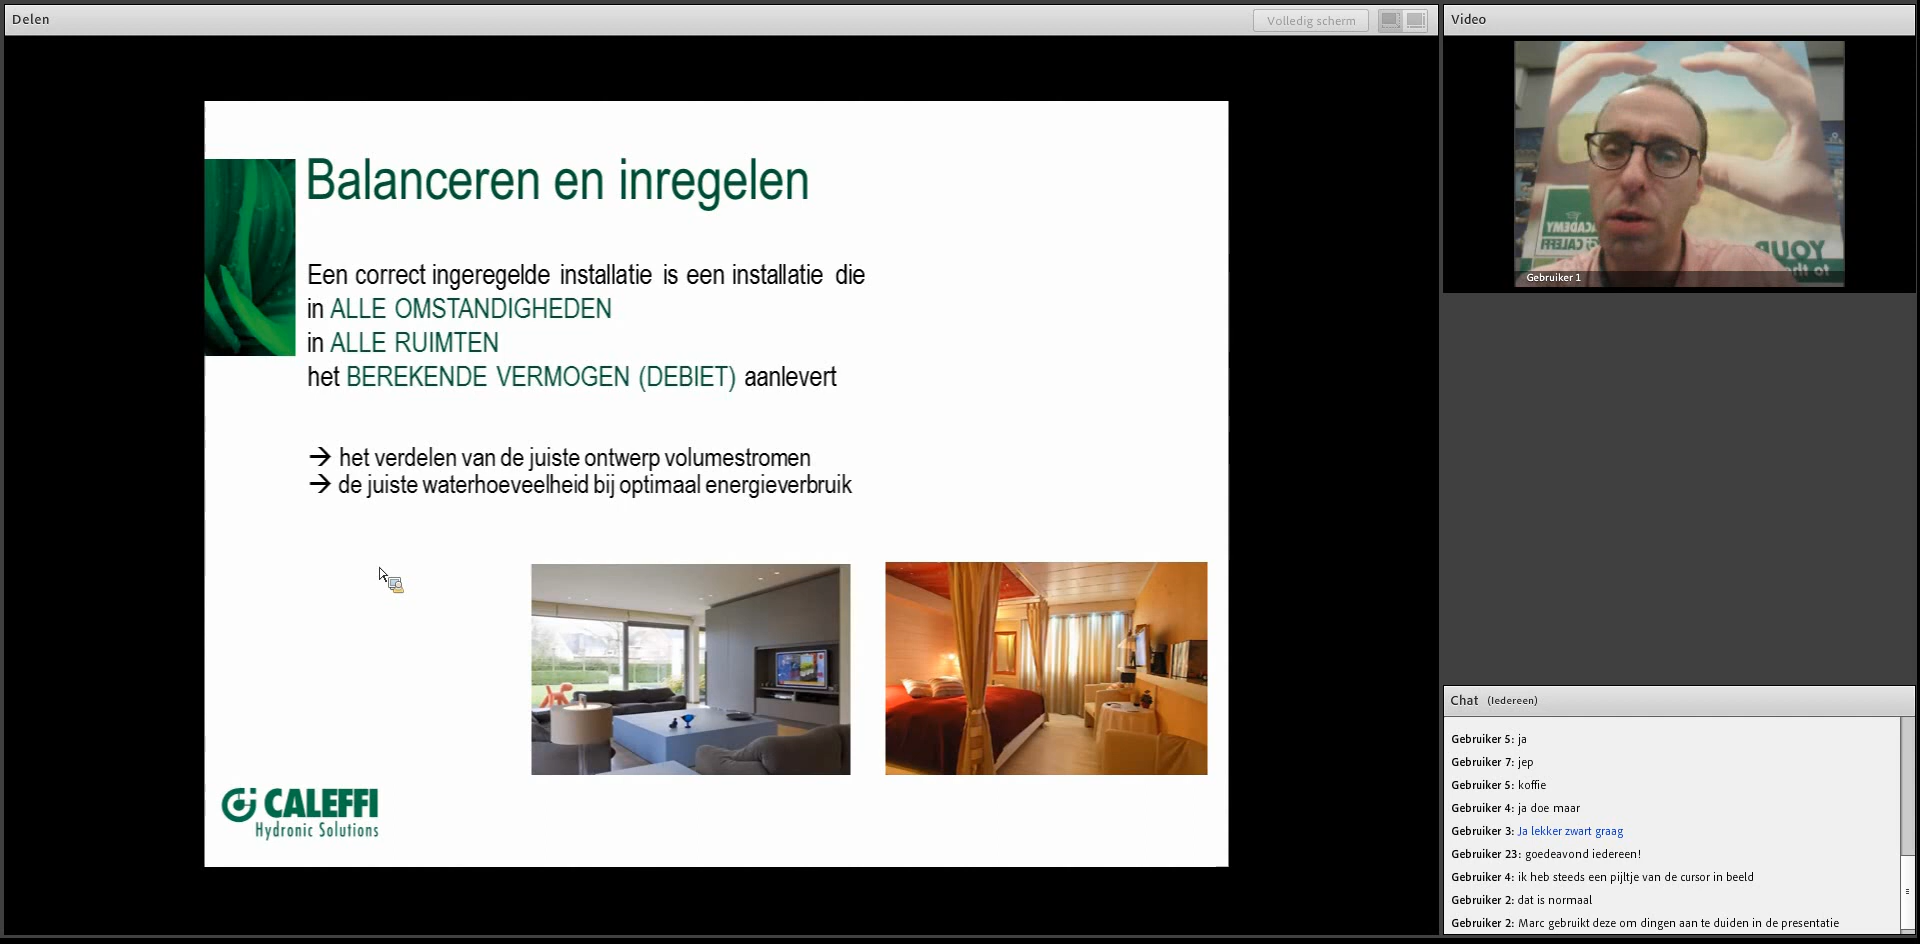 Delen
Volledig scherm
Video
Balanceren en inregelen
Een correct ingeregelde installatie is een installatie die
in ALLE OMSTANDIGHEDEN
in ALLE RUIMTEN
het BEREKENDE VERMOGEN (DEBIET) aanlevert
→ het verdelen van de juiste ontwerp volumestromen
→ de juiste waterhoeveelheid bij optimaal energieverbruik
CALEFFI
Hydronic Solutions
ACADEMY
CALEFFI
YOUR
to th
Gebruiker 1
Chat (Iedereen)
Gebruiker 5: ja
Gebruiker 7: jep
Gebruiker 5: koffie
Gebruiker 4: ja doe maar
Gebruiker 3: Ja lekker zwart graag
Gebruiker 23: goedeavond iedereen!
Gebruiker 4: ik heb steeds een pijltje van de cursor in beeld
Gebruiker 2: dat is normaal
Gebruiker 2: Marc gebruikt deze om dingen aan te duiden in de presentatie